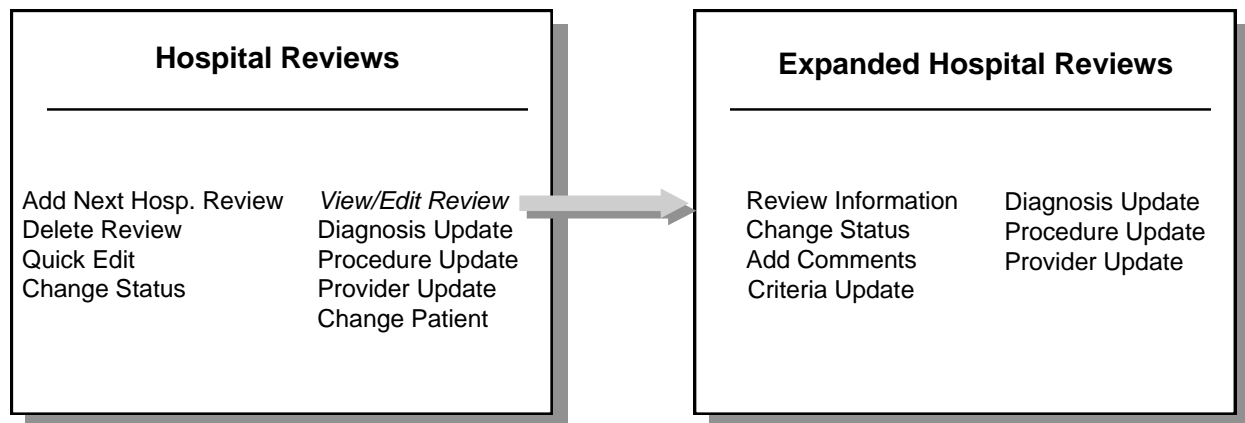 Hospital Reviews
Add Next Hosp. Review
Delete Review
Quick Edit
Change Status
View/Edit Review
Diagnosis Update
Procedure Update
Provider Update
Change Patient
Expanded Hospital Reviews
Review Information
Change Status
Add Comments
Criteria Update
Diagnosis Update
Procedure Update
Provider Update